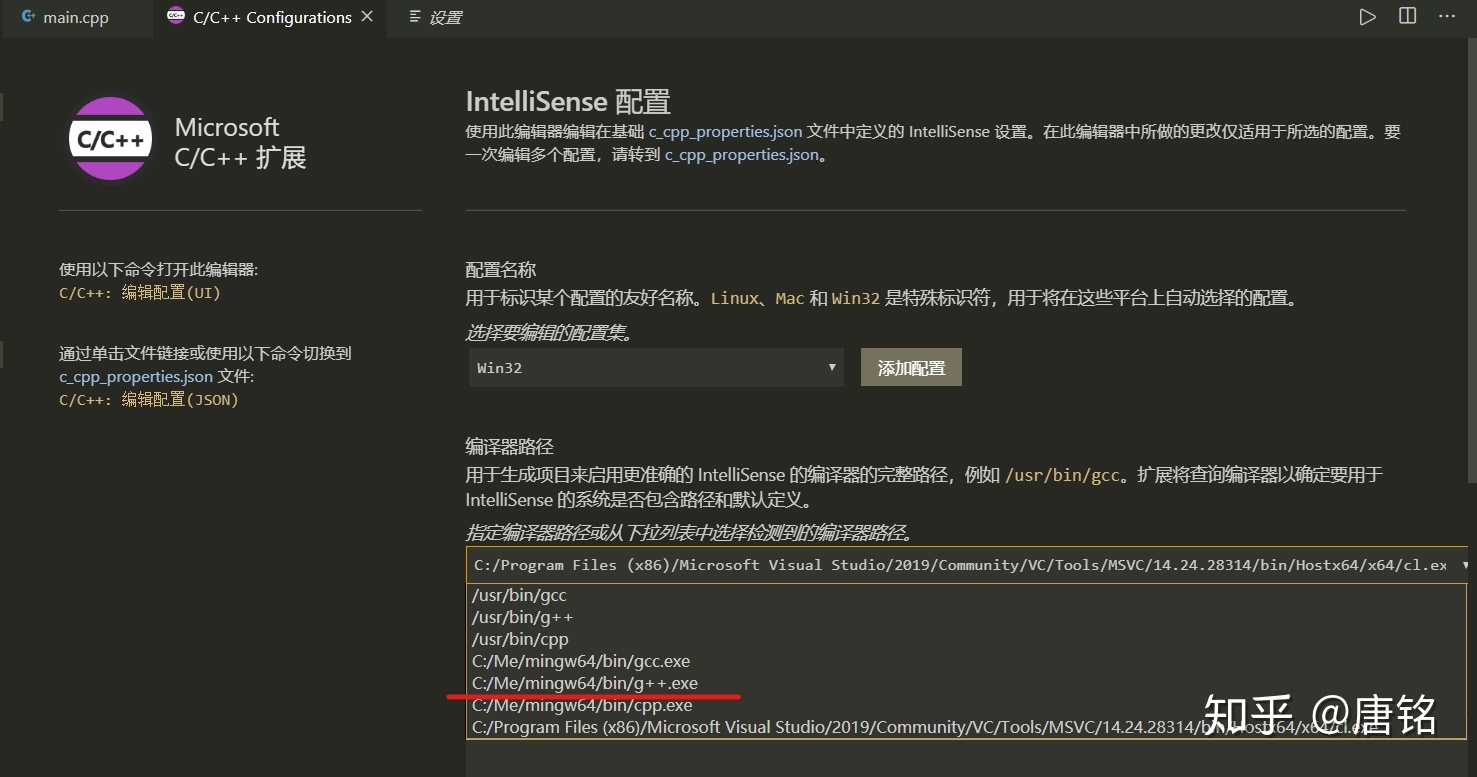 main.cpp
C/C++ Configurations
设置
C/C++
Microsoft
C/C++ 扩展
使用以下命令打开此编辑器:
C/C++: 编辑配置(UI)
通过单击文件链接或使用以下命令切换到
c_cpp_properties.json 文件:
C/C++: 编辑配置(JSON)
IntelliSense 配置
使用此编辑器编辑在基础 c_cpp_properties.json 文件中定义的 IntelliSense 设置。在此编辑器中所做的更改仅适用于所选的配置。要
一次编辑多个配置，请转到 c_cpp_properties.json。
配置名称
用于标识某个配置的友好名称。Linux、Mac 和 Win32 是特殊标识符，用于将在这些平台上自动选择的配置。
选择要编辑的配置集。
Win32
添加配置
编译器路径
用于生成项目来启用更准确的 IntelliSense 的编译器的完整路径，例如 /usr/bin/gcc。扩展将查询编译器以确定要用于
IntelliSense 的系统是否包含路径和默认定义。
指定编译器路径或从下拉列表中选择检测到的编译器路径。
C:/Program Files (x86)/Microsoft Visual Studio/2019/Community/VC/Tools/MSVC/14.24.28314/bin/Hostx64/x64/cl.ex
/usr/bin/gcc
/usr/bin/g++
/usr/bin/cpp
C:/Me/mingw64/bin/gcc.exe
C:/Me/mingw64/bin/g++.exe
C:/Me/mingw64/bin/cpp.exe
C:/Program Files (x86)/Microsoft Visual Studio/2019/Community/VC/Tools/MSVC/14.24.28314/bin/Hostx64/x64/cl.exe
知乎 @唐铭